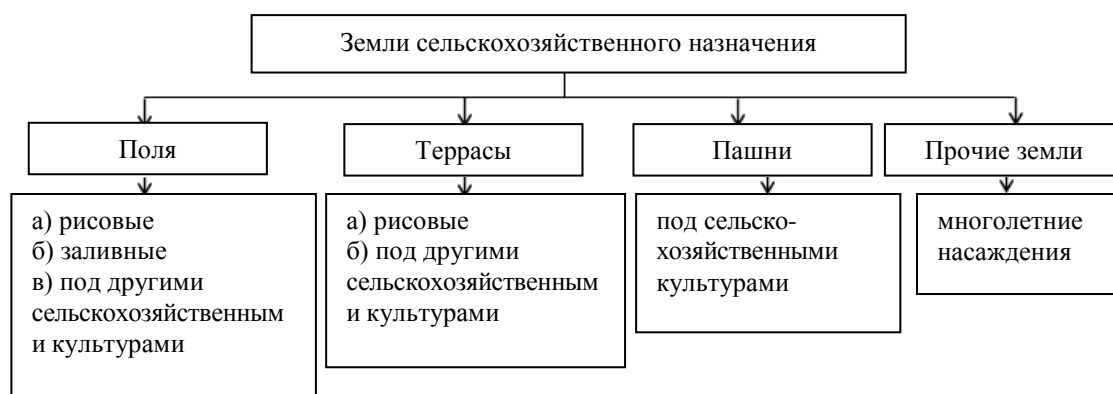 Земли сельскохозяйственного назначения
Поля
Террасы
Пашни
Прочие земли
а) рисовые
б) заливные
в) под другими
сельскохозяйственным
и культурами
а) рисовые
б) под другими
сельскохозяйственным
и культурами
под сельско-
хозяйственными
культурами
многолетние
насаждения